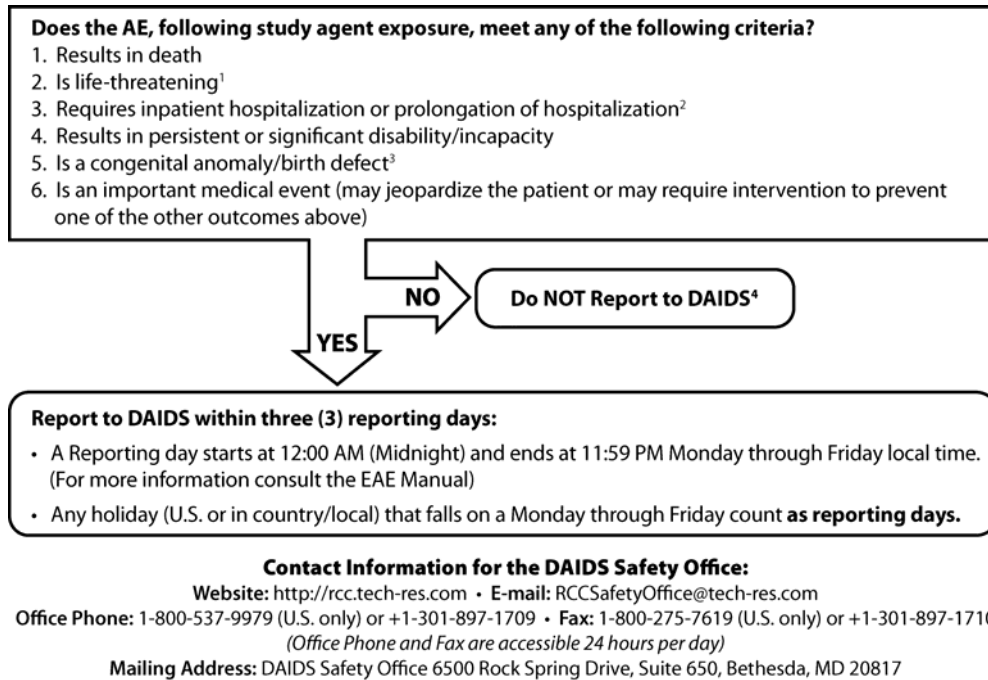 Does the AE, following study agent exposure, meet any of the following criteria?
1. Results in death
2. Is life-threatening¹
3. Requires inpatient hospitalization or prolongation of hospitalization²
4. Results in persistent or significant disability/incapacity
5. Is a congenital anomaly/birth defect³
6. Is an important medical event (may jeopardize the patient or may require intervention to prevent
one of the other outcomes above)
NO
Do NOT Report to DAIDS⁴
YES
Report to DAIDS within three (3) reporting days:
• A Reporting day starts at 12:00 AM (Midnight) and ends at 11:59 PM Monday through Friday local time.
(For more information consult the EAE Manual)
• Any holiday (U.S. or in country/local) that falls on a Monday through Friday count as reporting days.
Contact Information for the DAIDS Safety Office:
Website: http://rcc.tech-res.com • E-mail: RCCSafetyOffice@tech-res.com
Office Phone: 1-800-537-9979 (U.S. only) or +1-301-897-1709 • Fax: 1-800-275-7619 (U.S. only) or +1-301-897-1710
(Office Phone and Fax are accessible 24 hours per day)
Mailing Address: DAIDS Safety Office 6500 Rock Spring Drive, Suite 650, Bethesda, MD 20817